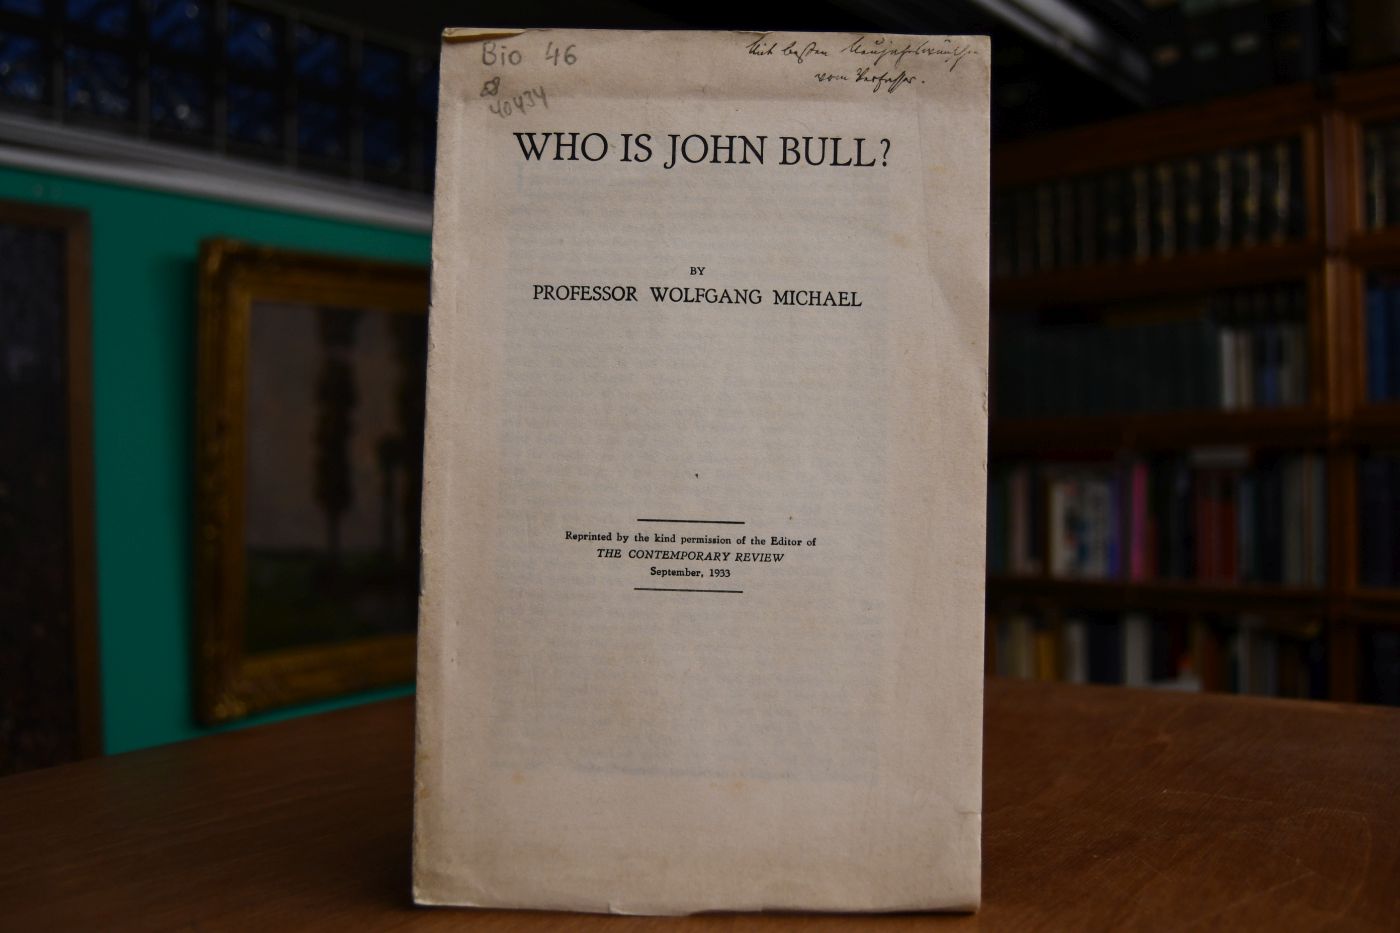 Bio 46
40434
Mit besten Neujahrswünschen
vom Verfasser.
WHO IS JOHN BULL?
BY
PROFESSOR WOLFGANG MICHAEL
Reprinted by the kind permission of the Editor of
THE CONTEMPORARY REVIEW
September, 1933